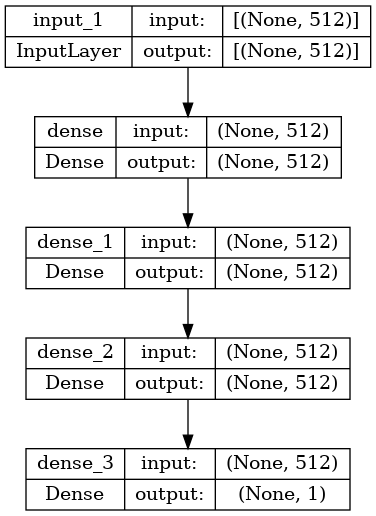 input_1 input: [(None, 512)]
InputLayer output: [(None, 512)]
dense input: (None, 512)
Dense output: (None, 512)
dense_1 input: (None, 512)
Dense output: (None, 512)
dense_2 input: (None, 512)
Dense output: (None, 512)
dense_3 input: (None, 512)
Dense output: (None, 1)